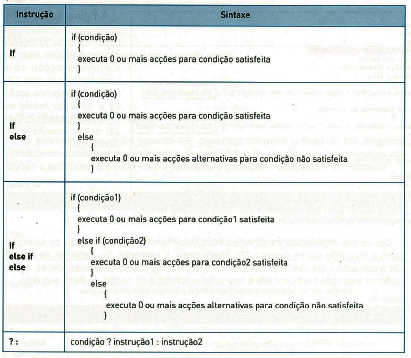 Instrução Sintaxe
If
if (condição)
{
executa 0 ou mais acções para condição satisfeita
}
If
else
if (condição)
{
executa 0 ou mais acções para condição satisfeita
}
else
{
executa 0 ou mais acções alternativas para condição não satisfeita
}
If
else if
else
if (condição1)
{
executa 0 ou mais acções para condição1 satisfeita
}
else if (condição2)
{
executa 0 ou mais acções para condição2 satisfeita
}
else
{
executa 0 ou mais acções alternativas para condição não satisfeita
}
? : condição ? instrução1 : instrução2